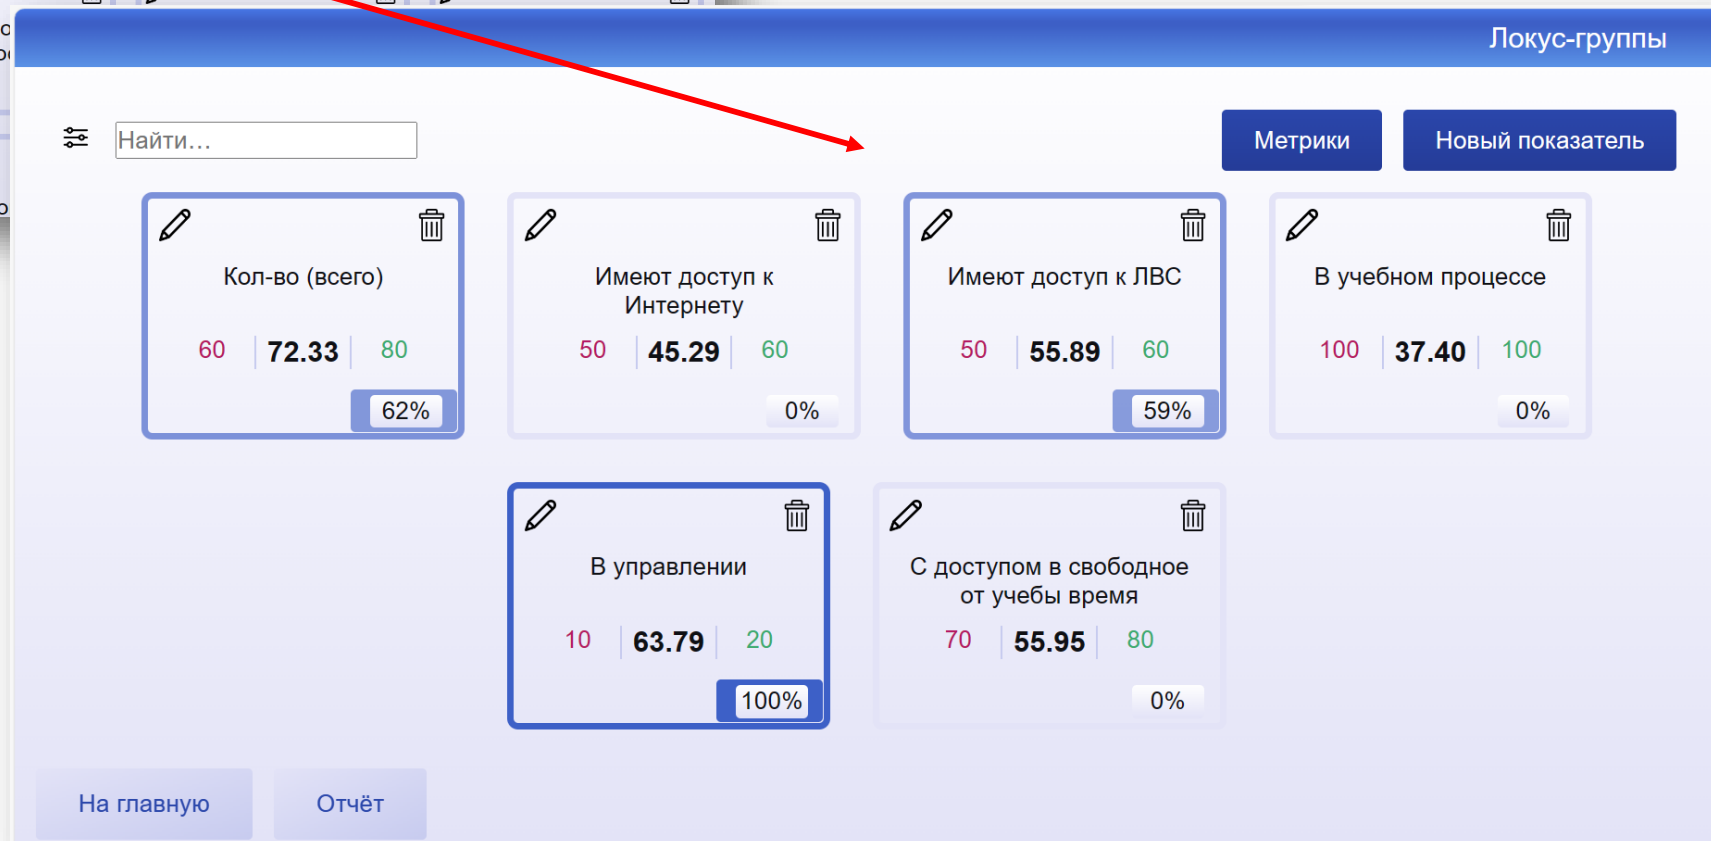 Локус-группы
Найти...
Метрики
Новый показатель
Кол-во (всего)
60 72.33 80
62%
Имеют доступ к
Интернету
50 45.29 60
0%
Имеют доступ к ЛВС
50 55.89 60
59%
В учебном процессе
100 37.40 100
0%
В управлении
10 63.79 20
100%
С доступом в свободное
от учебы время
70 55.95 80
0%
На главную
Отчёт